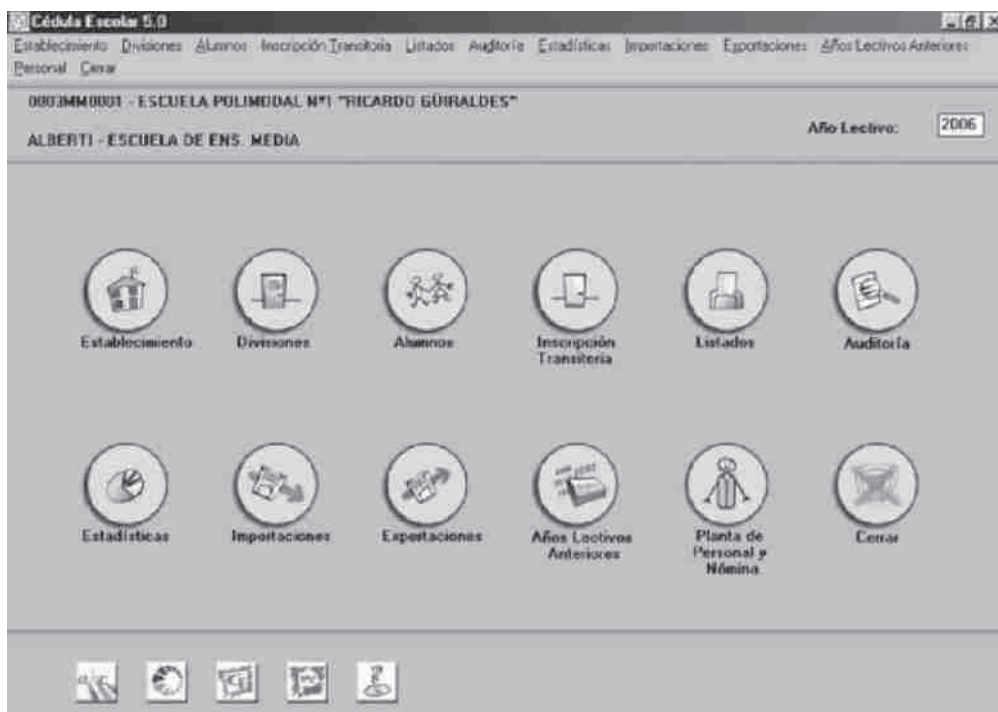 Cédula Escolar 5.0
Establecimiento Divisiones Alumnos Inscripción Transitoria Listados Auditoría Estadísticas Importaciones Exportaciones Años Lectivos Anteriores
Personal Cerrar
0003MM0001 - ESCUELA POLIMODAL Nº1 "RICARDO GÜIRALDES"
Año Lectivo: 2006
ALBERTI - ESCUELA DE ENS. MEDIA
Establecimiento Divisiones Alumnos Inscripción Listados Auditoría
Transitoria
Estadísticas Importaciones Exportaciones Años Lectivos Planta de Cerrar
Anteriores Personal y
Nómina